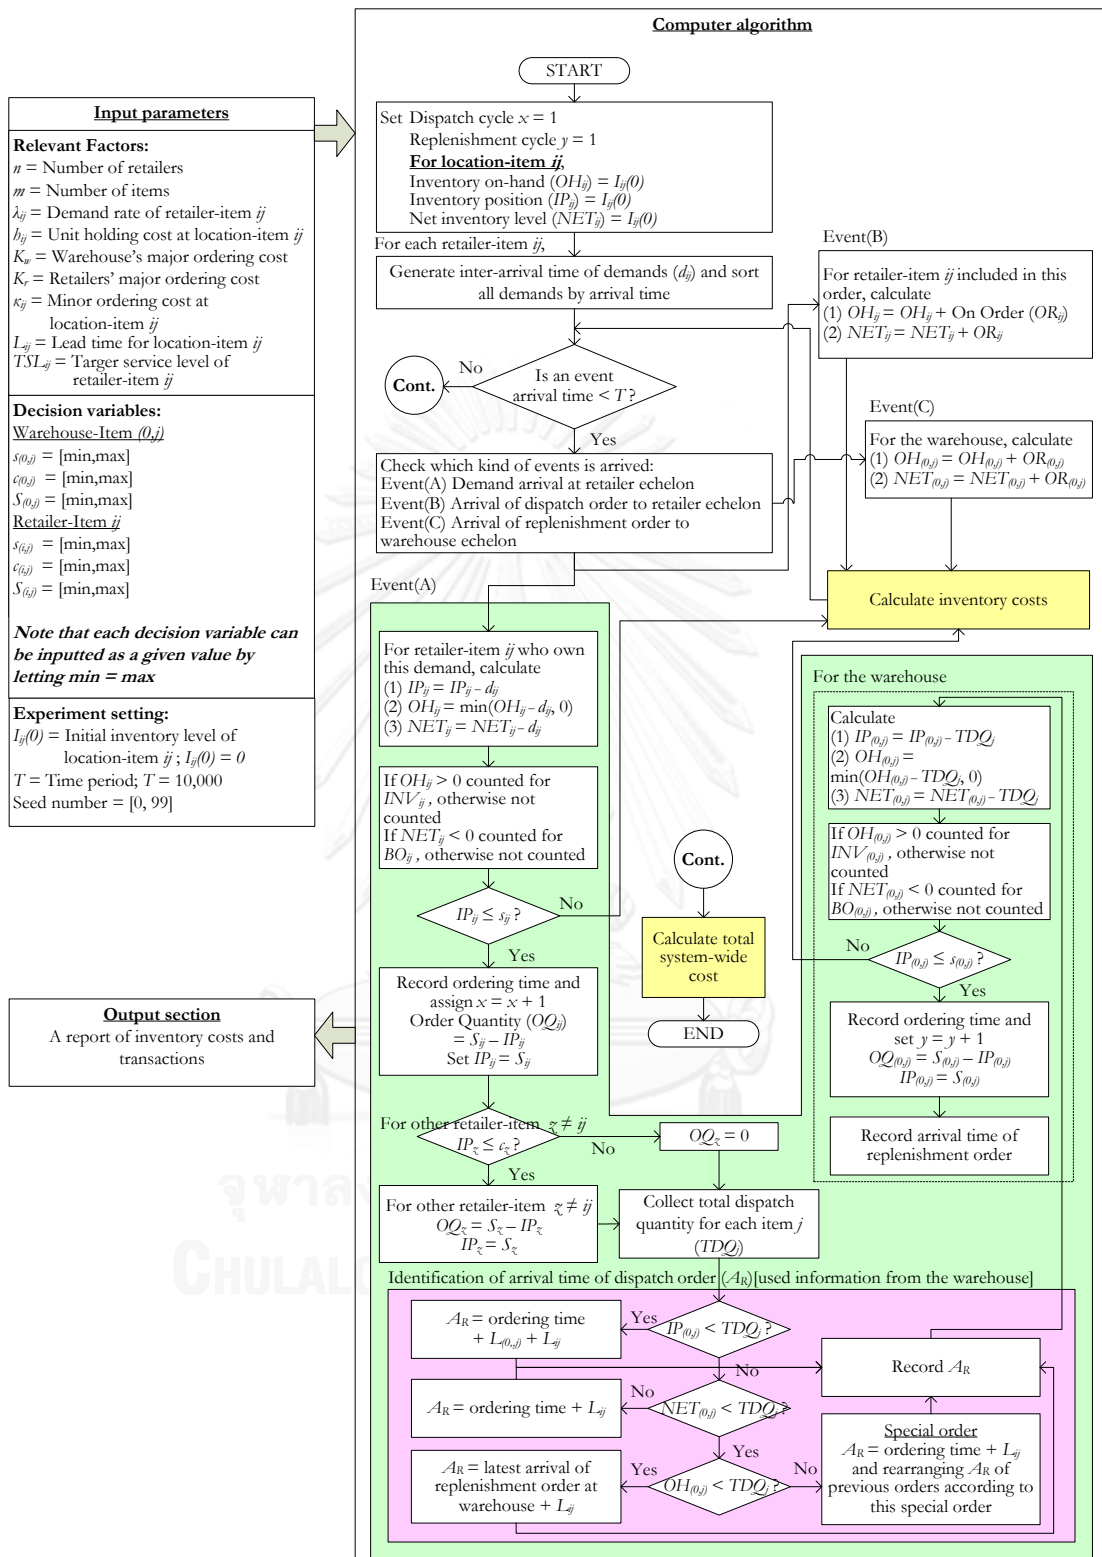 Computer algorithm
START
Input parameters
Relevant Factors:
n = Number of retailers
m = Number of items
λij = Demand rate of retailer-item ij
hij = Unit holding cost at location-item ij
Kw = Warehouse's major ordering cost
Kr = Retailers' major ordering cost
κij = Minor ordering cost at
location-item ij
Lij = Lead time for location-item ij
TSLij = Targer service level of
retailer-item ij
Decision variables:
Warehouse-Item (0,j)
s(0,j) = [min,max]
c(0,j) = [min,max]
S(0,j) = [min,max]
Retailer-Item ij
s(i,j) = [min,max]
c(i,j) = [min,max]
S(i,j) = [min,max]
Note that each decision variable can
be inputted as a given value by
letting min = max
Experiment setting:
Iij(0) = Initial inventory level of
location-item ij ; Iij(0) = 0
T = Time period; T = 10,000
Seed number = [0, 99]
Output section
A report of inventory costs and
transactions
Set Dispatch cycle x = 1
Replenishment cycle y = 1
For location-item ij,
Inventory on-hand (OHij) = Iij(0)
Inventory position (IPij) = Iij(0)
Net inventory level (NETij) = Iij(0)
For each retailer-item ij,
Generate inter-arrival time of demands (dij) and sort
all demands by arrival time
Is an event
arrival time < T ?
No
Cont.
Yes
Check which kind of events is arrived:
Event(A) Demand arrival at retailer echelon
Event(B) Arrival of dispatch order to retailer echelon
Event(C) Arrival of replenishment order to
warehouse echelon
Event(B)
For retailer-item ij included in this
order, calculate
(1) OHij = OHij + On Order (ORij)
(2) NETij = NETij + ORij
Event(C)
For the warehouse, calculate
(1) OH(0,j) = OH(0,j) + OR(0,j)
(2) NET(0,j) = NET(0,j) + OR(0,j)
Calculate inventory costs
Event(A)
For retailer-item ij who own
this demand, calculate
(1) IPij = IPij – dij
(2) OHij = min(OHij – dij, 0)
(3) NETij = NETij – dij
If OHij > 0 counted for
INVij , otherwise not
counted
If NETij < 0 counted for
BOij , otherwise not counted
IPij ≤ sij ?
No
Yes
Record ordering time and
assign x = x + 1
Order Quantity (OQij)
= Sij – IPij
Set IPij = Sij
For other retailer-item z ≠ ij
IPz ≤ cz ?
No
OQz = 0
Yes
For other retailer-item z ≠ ij
OQz = Sz – IPz
IPz = Sz
Collect total dispatch
quantity for each item j
(TDQj)
Cont.
Calculate total
system-wide
cost
END
For the warehouse
Calculate
(1) IP(0,j) = IP(0,j) – TDQj
(2) OH(0,j) =
min(OH(0,j) – TDQj, 0)
(3) NET(0,j) = NET(0,j) – TDQj
If OH(0,j) > 0 counted for
INV(0,j) , otherwise not
counted
If NET(0,j) < 0 counted for
BO(0,j) , otherwise not counted
No
IP(0,j) ≤ s(0,j) ?
Yes
Record ordering time and
set y = y + 1
OQ(0,j) = S(0,j) – IP(0,j)
IP(0,j) = S(0,j)
Record arrival time of
replenishment order
Identification of arrival time of dispatch order (AR)[used information from the warehouse]
AR = ordering time
+ L(0,,j) + Lij
Yes
IP(0,j) < TDQj ?
No
Record AR
AR = ordering time + Lij
No
NET(0,j) < TDQj ?
Yes
AR = latest arrival of
replenishment order at
warehouse + Lij
Yes
OH(0,j) < TDQj ?
No
Special order
AR = ordering time + Lij
and rearranging AR of
previous orders according to
this special order